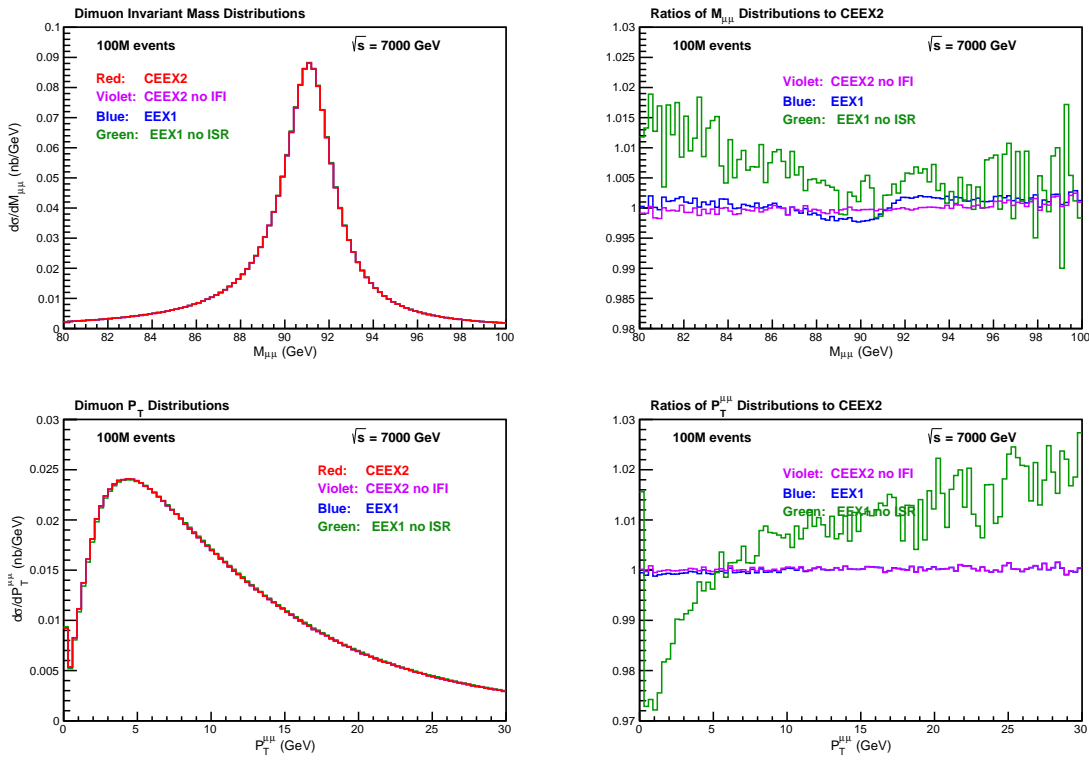 Dimuon Invariant Mass Distributions
100M events
√s = 7000 GeV
Red: CEEX2
Violet: CEEX2 no IFI
Blue: EEX1
Green: EEX1 no ISR
dσ/dMμμ (nb/GeV)
0.1
0.09
0.08
0.07
0.06
0.05
0.04
0.03
0.02
0.01
0
80 82 84 86 88 90 92 94 96 98 100
Mμμ (GeV)
Ratios of Mμμ Distributions to CEEX2
100M events
√s = 7000 GeV
Violet: CEEX2 no IFI
Blue: EEX1
Green: EEX1 no ISR
1.03
1.025
1.02
1.015
1.01
1.005
1
0.995
0.99
0.985
0.98
80 82 84 86 88 90 92 94 96 98 100
Mμμ (GeV)
Dimuon PT Distributions
100M events
√s = 7000 GeV
Red: CEEX2
Violet: CEEX2 no IFI
Blue: EEX1
Green: EEX1 no ISR
dσ/dPTμμ (nb/GeV)
0.03
0.025
0.02
0.015
0.01
0.005
0
0 5 10 15 20 25 30
PTμμ (GeV)
Ratios of PTμμ Distributions to CEEX2
100M events
√s = 7000 GeV
Violet: CEEX2 no IFI
Blue: EEX1
Green: EEX1 no ISR
1.03
1.02
1.01
1
0.99
0.98
0.97
0 5 10 15 20 25 30
PTμμ (GeV)